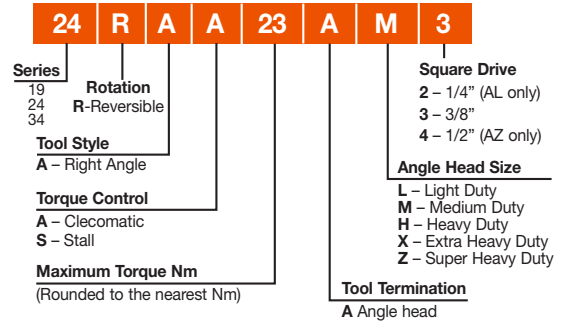 24 R A A 23 A M 3
Series
19
24
34
Rotation
R-Reversible
Tool Style
A – Right Angle
Torque Control
A – Clecomatic
S – Stall
Maximum Torque Nm
(Rounded to the nearest Nm)
Square Drive
2 – 1/4” (AL only)
3 – 3/8”
4 – 1/2” (AZ only)
Angle Head Size
L – Light Duty
M – Medium Duty
H – Heavy Duty
X – Extra Heavy Duty
Z – Super Heavy Duty
Tool Termination
A Angle head